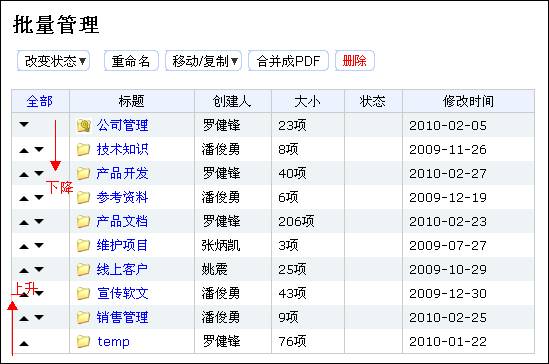 批量管理
改变状态▾ 重命名 移动/复制▾ 合并成PDF 删除
全部 标题 创建人 大小 状态 修改时间
公司管理 罗健锋 23项 2010-02-05
技术知识 潘俊勇 8项 2009-11-26
产品开发 罗健锋 40项 2010-02-27
下降
参考资料 潘俊勇 6项 2009-12-19
产品文档 罗健锋 206项 2010-02-23
维护项目 张炳凯 3项 2009-07-27
线上客户 姚震 25项 2009-10-29
上升
宣传软文 潘俊勇 43项 2009-12-30
销售管理 潘俊勇 9项 2010-02-25
temp 罗健锋 76项 2010-01-22